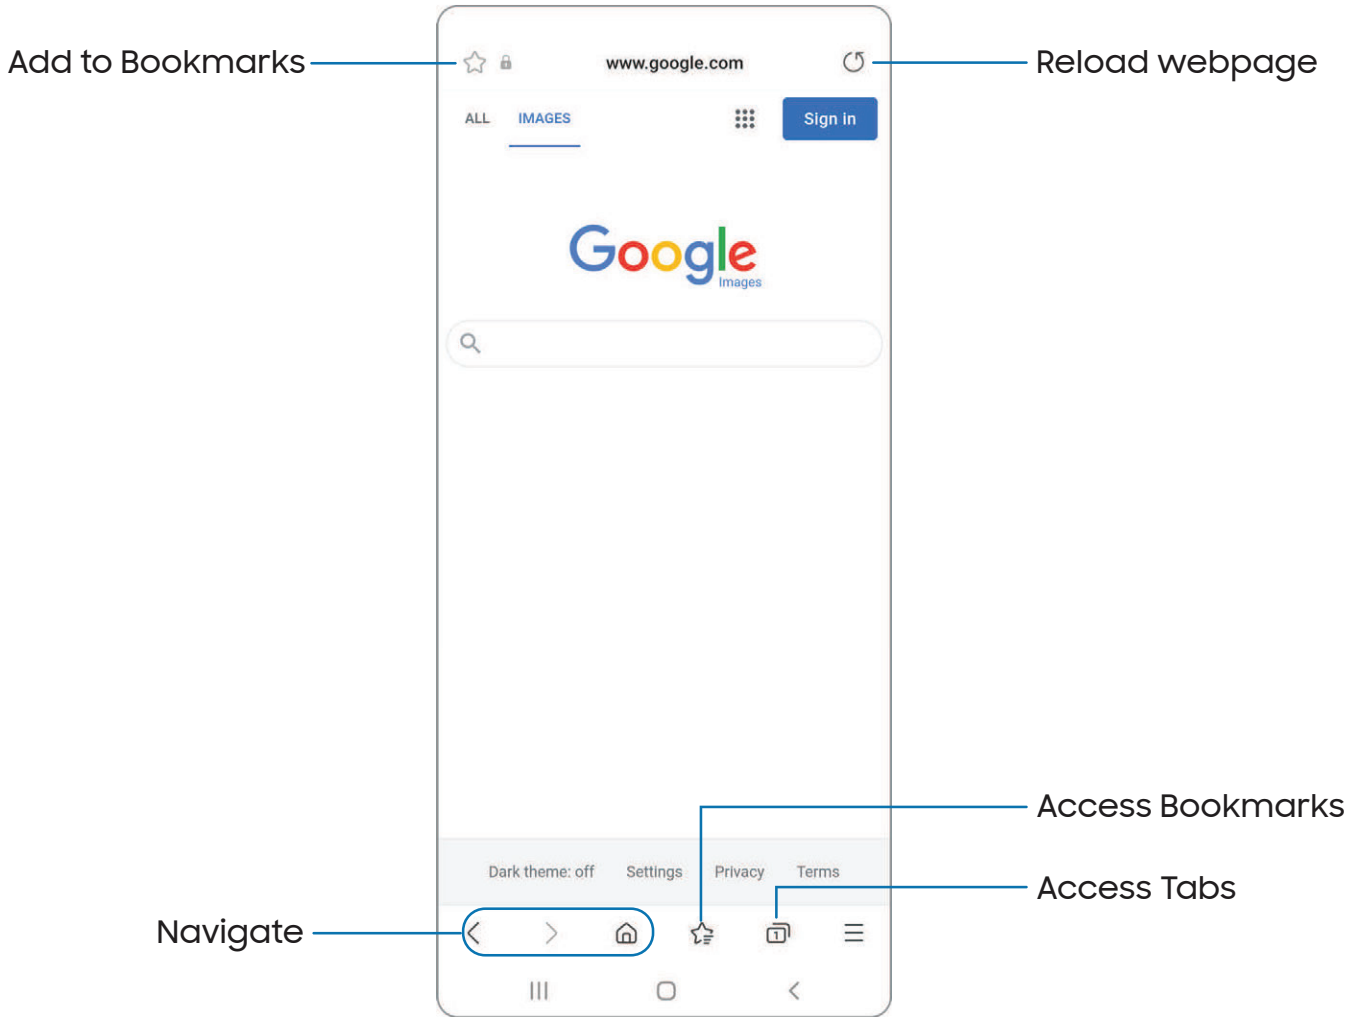 Add to Bookmarks
www.google.com
Reload webpage
ALL IMAGES
Sign in
Google
Images
Access Bookmarks
Dark theme: off Settings Privacy Terms
Access Tabs
Navigate
1